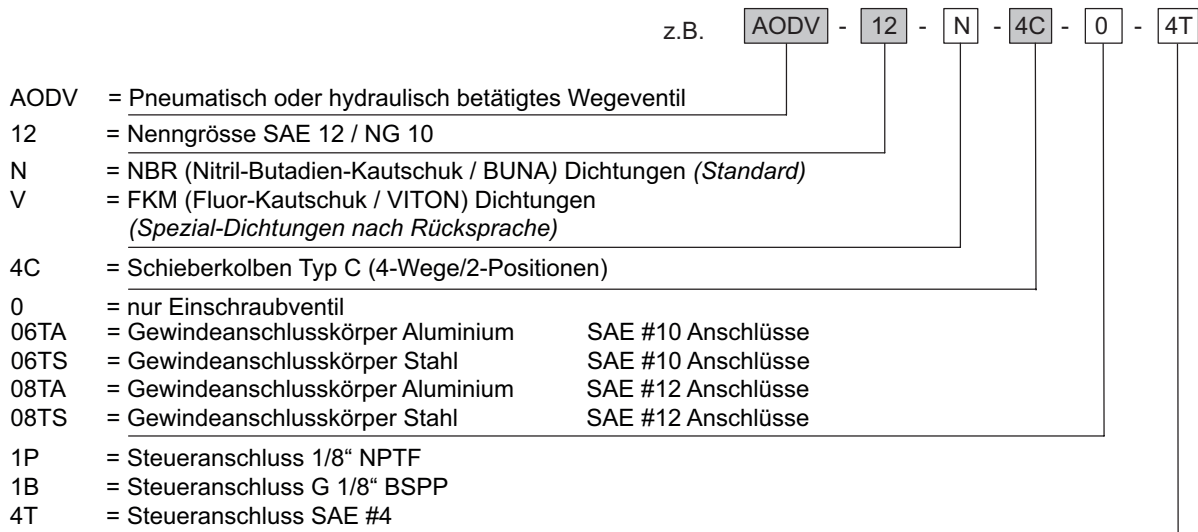 z.B. AODV - 12 - N - 4C - 0 - 4T
AODV = Pneumatisch oder hydraulisch betätigtes Wegeventil
12 = Nenngrösse SAE 12 / NG 10
N = NBR (Nitril-Butadien-Kautschuk / BUNA) Dichtungen (Standard)
V = FKM (Fluor-Kautschuk / VITON) Dichtungen
(Spezial-Dichtungen nach Rücksprache)
4C = Schieberkolben Typ C (4-Wege/2-Positionen)
0 = nur Einschraubventil
06TA = Gewindeanschlusskörper Aluminium SAE #10 Anschlüsse
06TS = Gewindeanschlusskörper Stahl SAE #10 Anschlüsse
08TA = Gewindeanschlusskörper Aluminium SAE #12 Anschlüsse
08TS = Gewindeanschlusskörper Stahl SAE #12 Anschlüsse
1P = Steueranschluss 1/8“ NPTF
1B = Steueranschluss G 1/8“ BSPP
4T = Steueranschluss SAE #4